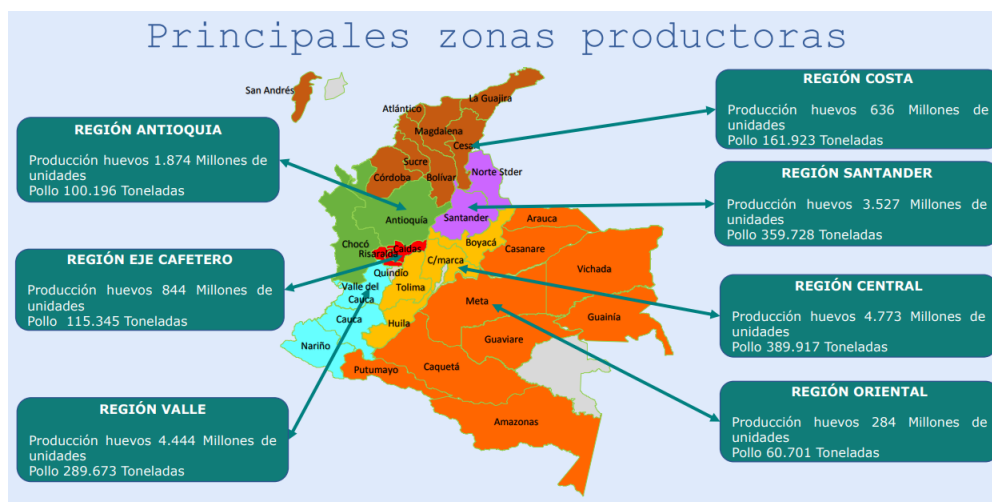 Principales zonas productoras
REGIÓN ANTIOQUIA
Producción huevos 1.874 Millones de
unidades
Pollo 100.196 Toneladas
REGIÓN EJE CAFETERO
Producción huevos 844 Millones de
unidades
Pollo 115.345 Toneladas
REGIÓN VALLE
Producción huevos 4.444 Millones de
unidades
Pollo 289.673 Toneladas
San Andrés
La Guajira
Atlántico
Magdalena
Cesar
Sucre
Córdoba
Bolívar
Norte Stder
Antioquía
Santander
Arauca
Chocó
Caldas
Risaralda
Boyacá
Casanare
C/marca
Quindío
Vichada
Tolima
Valle del
Cauca
Meta
Cauca
Guainía
Huila
Guaviare
Nariño
Putumayo
Caquetá
Amazonas
REGIÓN COSTA
Producción huevos 636 Millones de
unidades
Pollo 161.923 Toneladas
REGIÓN SANTANDER
Producción huevos 3.527 Millones de
unidades
Pollo 359.728 Toneladas
REGIÓN CENTRAL
Producción huevos 4.773 Millones de
unidades
Pollo 389.917 Toneladas
REGIÓN ORIENTAL
Producción huevos 284 Millones de
unidades
Pollo 60.701 Toneladas